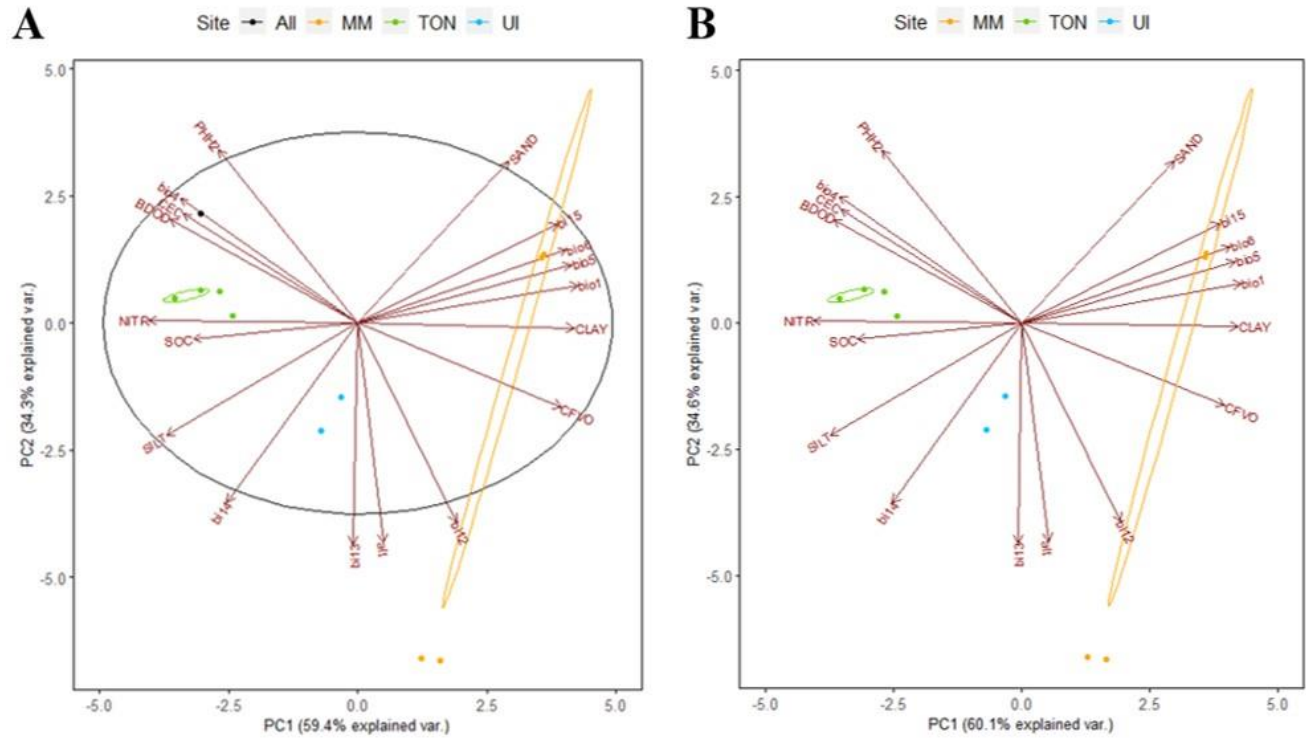 A
Site All MM TON UI
5.0
2.5
0.0
-2.5
-5.0
PC2 (34.3% explained var.)
PHH2
SAND
bio4
CEC
BDOD
bi15
bio6
bio5
bio1
NITR
CLAY
SOC
CFVO
SILT
bi14
bi13
alt
bi12
-5.0 -2.5 0.0 2.5 5.0
PC1 (59.4% explained var.)
B
Site MM TON UI
5.0
2.5
0.0
-2.5
-5.0
PC2 (34.6% explained var.)
PHH2
SAND
bio4
CEC
BDOD
bi15
bio6
bio5
bio1
NITR
CLAY
SOC
CFVO
SILT
bi14
bi13
alt
bi12
-5.0 -2.5 0.0 2.5 5.0
PC1 (60.1% explained var.)